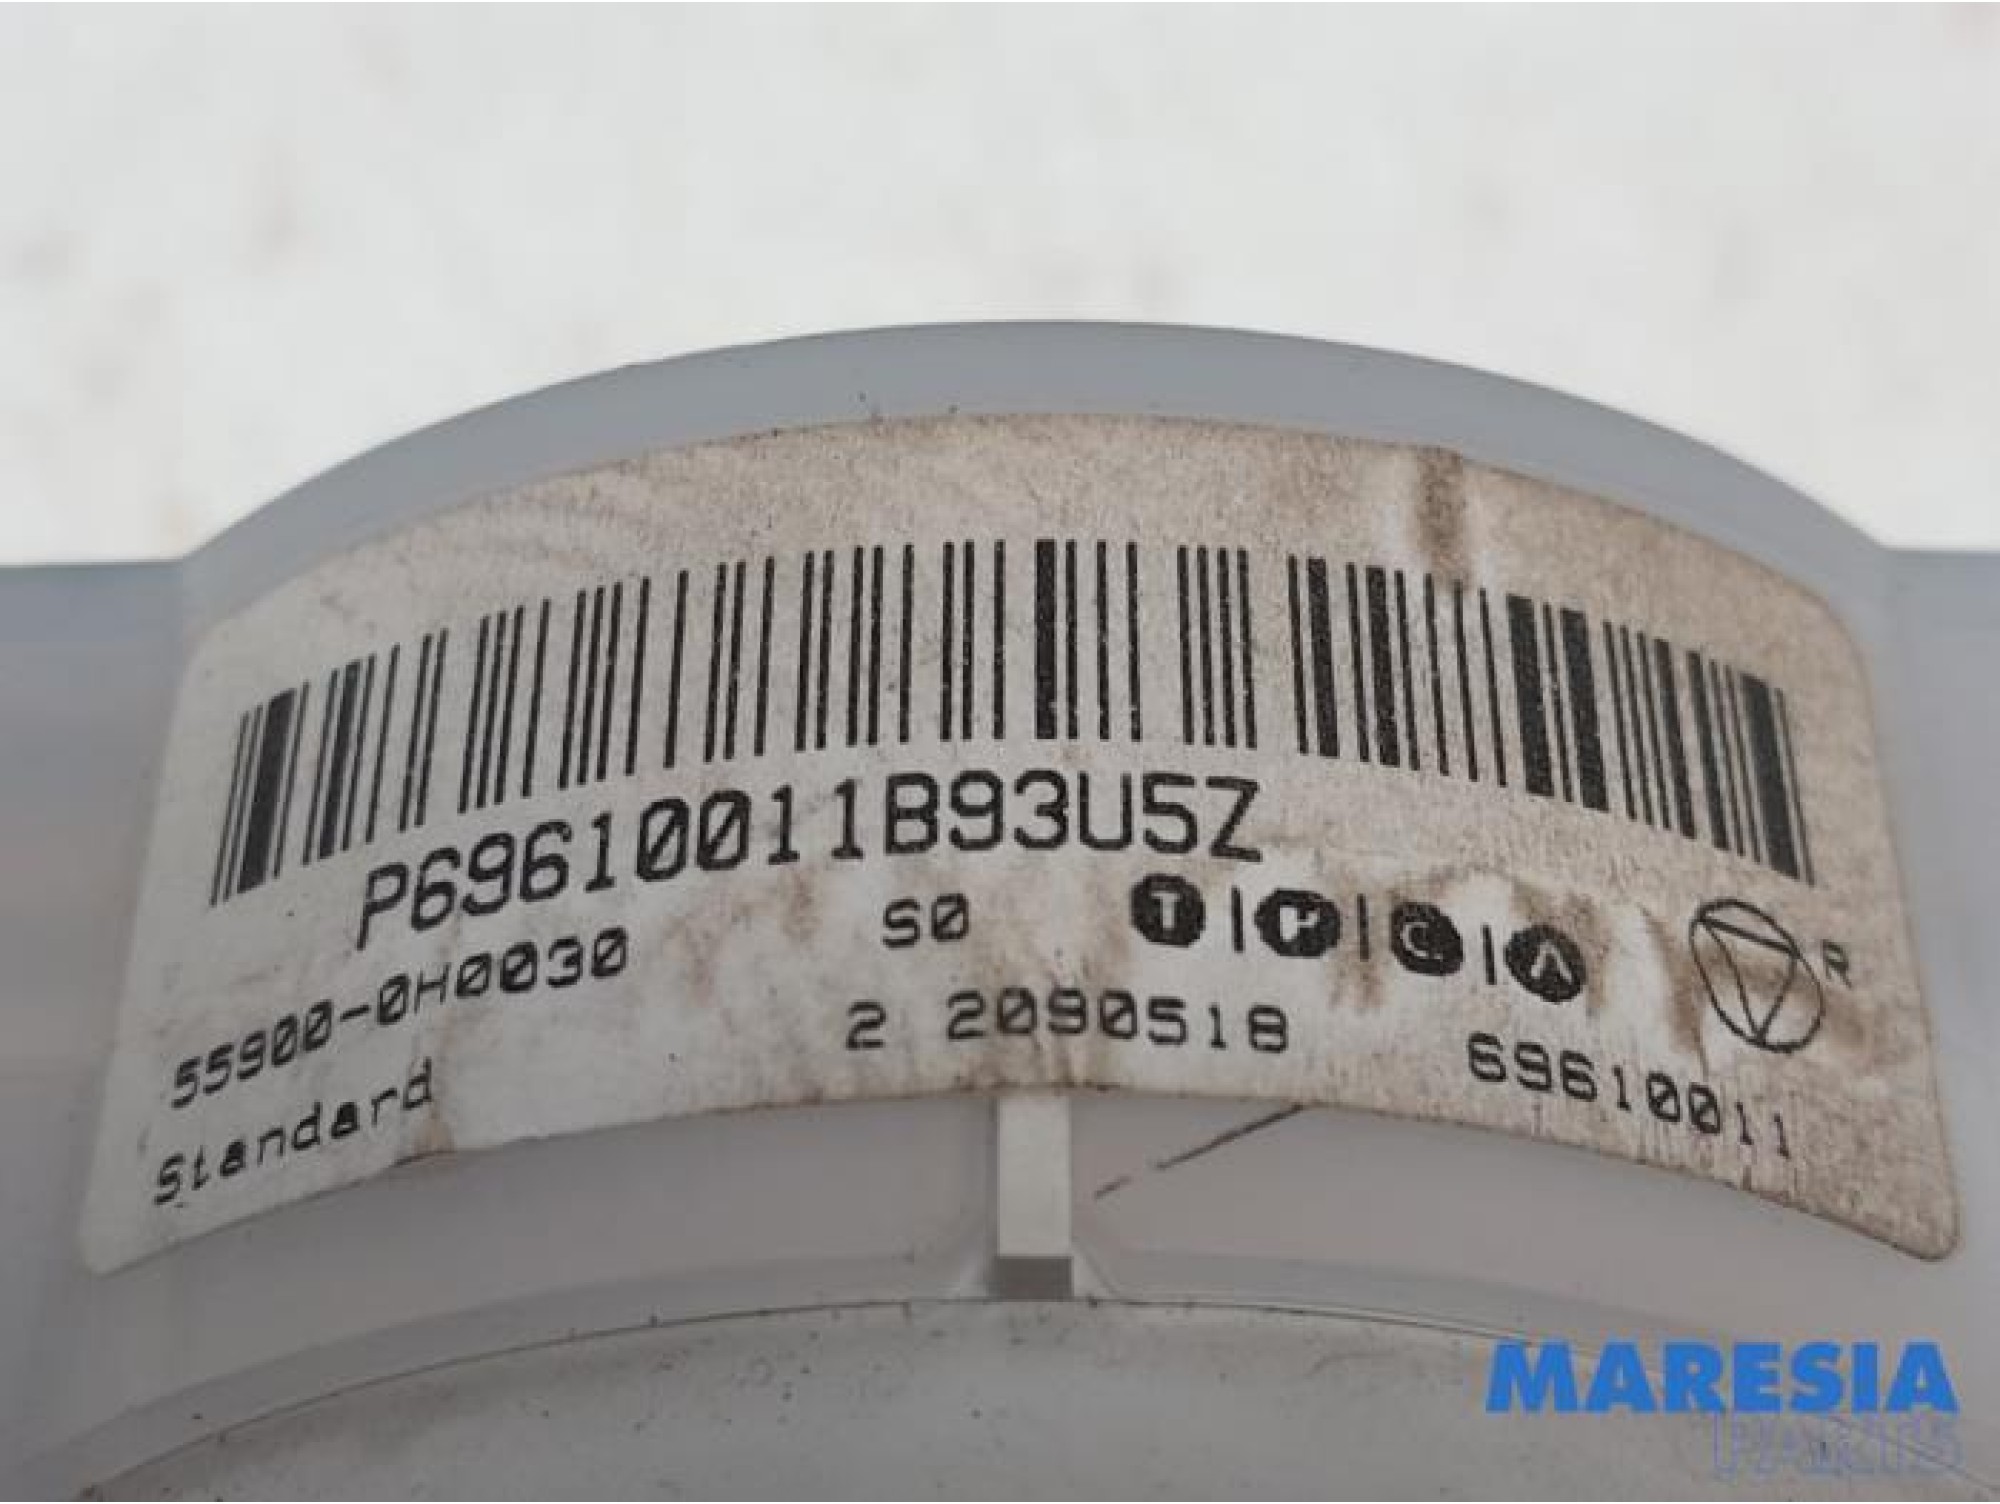 P69610011B93U5Z
55900-0H0030 S0 T|P|C|A R
Standard 2 2090518 69610011
MARESIA
PARTS